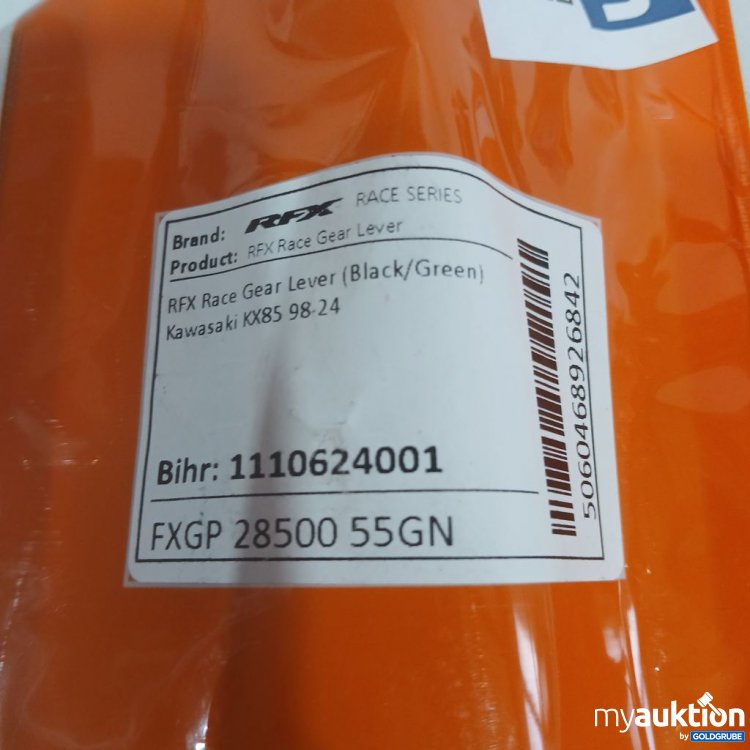 Brand: RFX RACE SERIES
Product: RFX Race Gear Lever
RFX Race Gear Lever (Black/Green)
Kawasaki KX85 98-24
Bihr: 1110624001
FXGP 28500 55GN
5060468926842
myauktion
by GOLDGRUBE